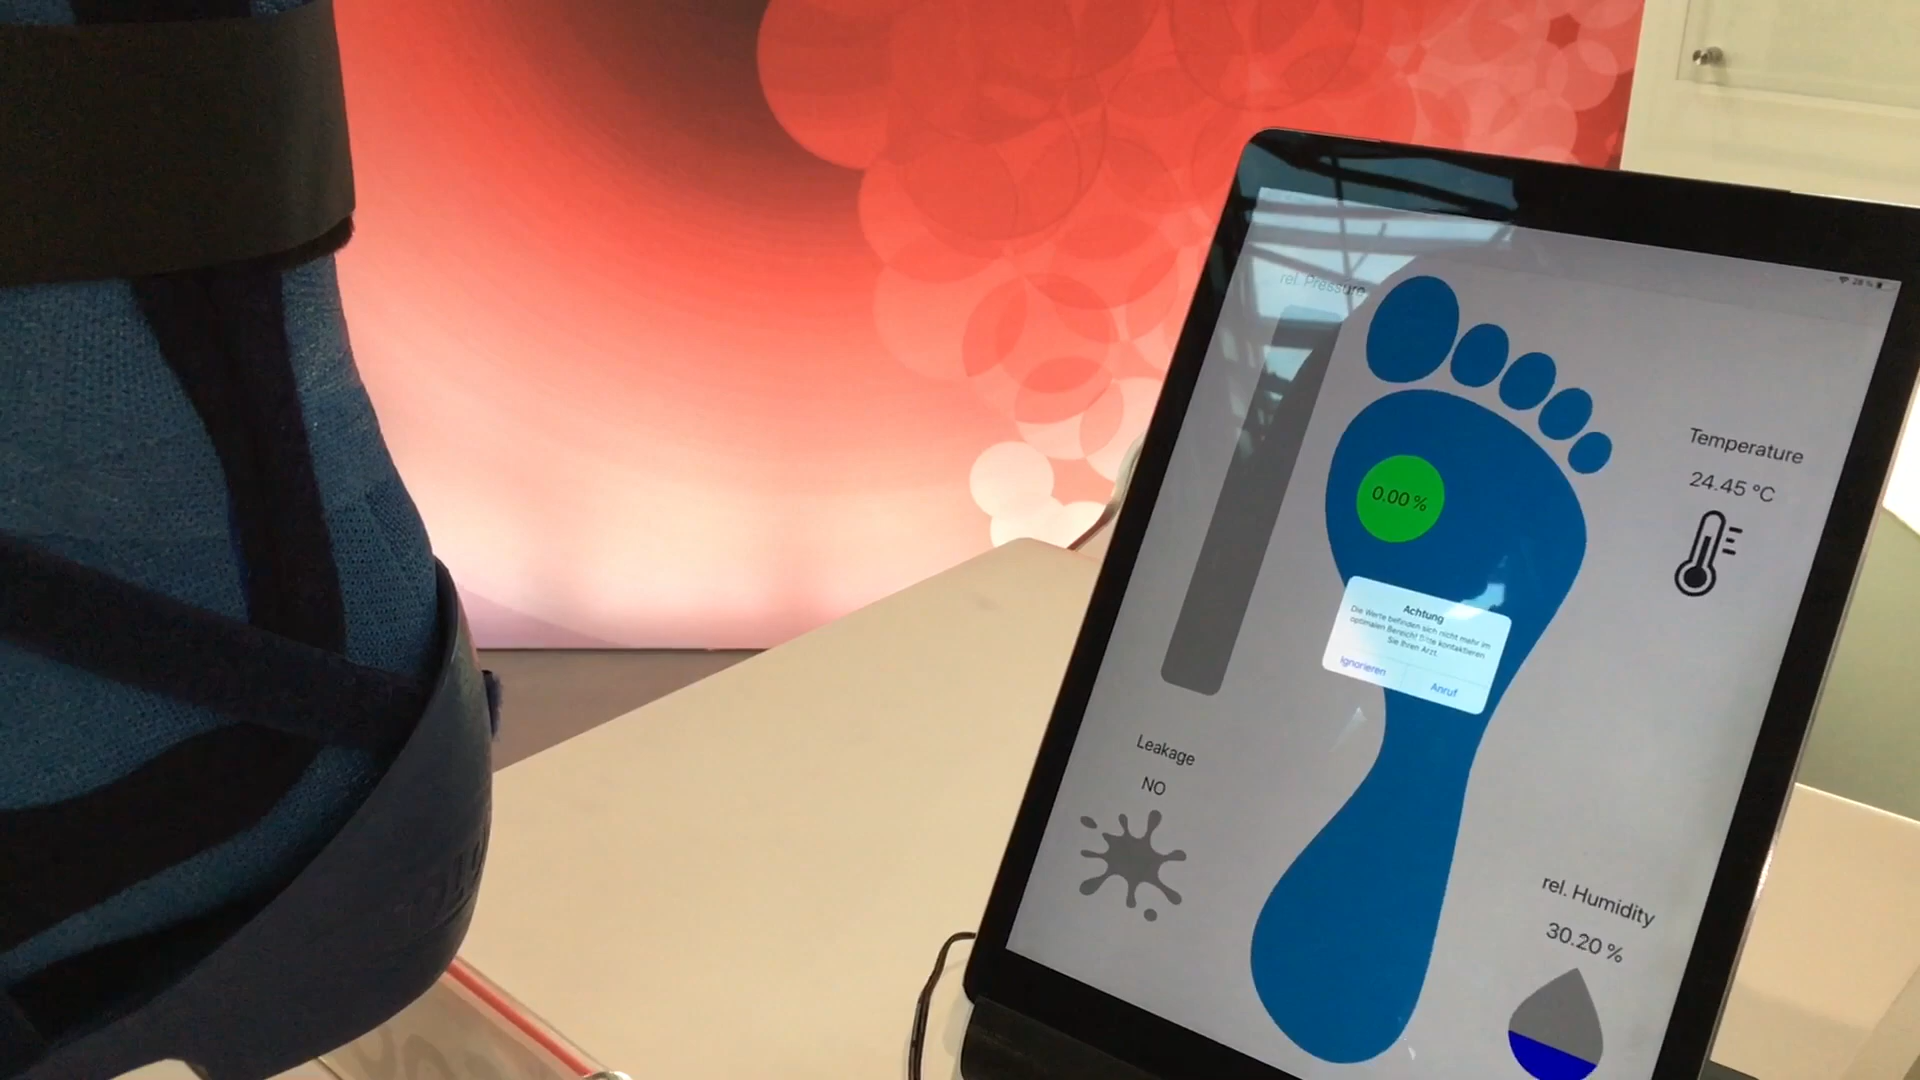 28 %
rel. Pressure
Temperature
24.45 °C
0.00 %
Achtung
Die Werte befinden sich nicht mehr im
optimalen Bereich! Bitte kontaktieren
Sie Ihren Arzt.
Ignorieren
Anruf
Leakage
NO
rel. Humidity
30.20 %